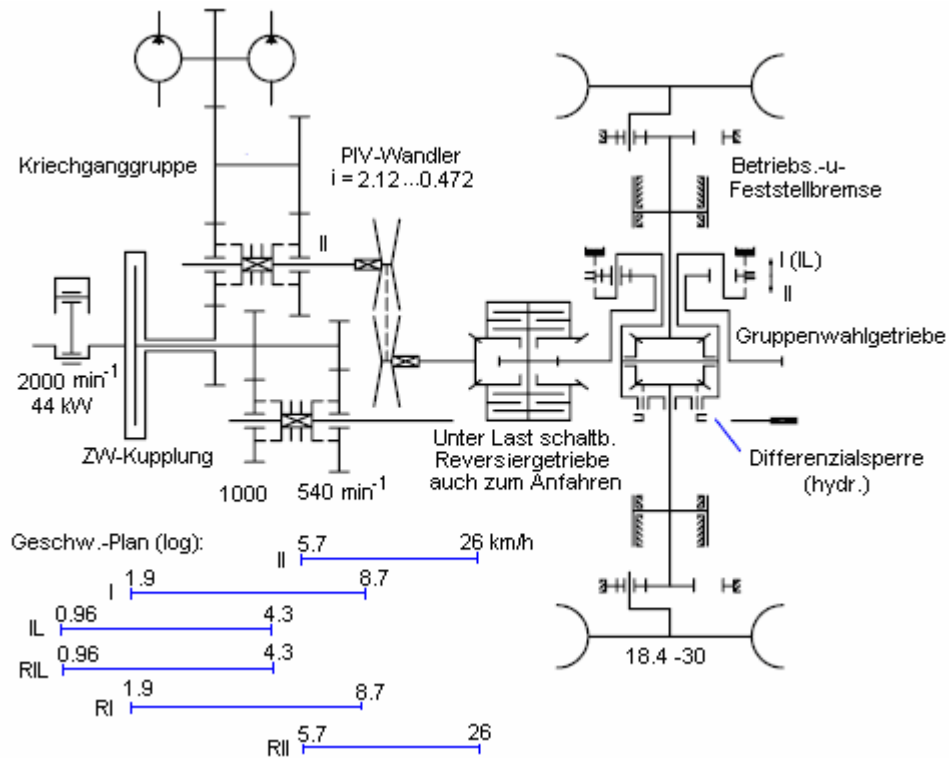 Kriechganggruppe
PIV-Wandler
i = 2.12 ...0.472
Betriebs.-u-
Feststellbremse
II
I (IL)
II
Gruppenwahlgetriebe
2000 min-1
44 kW
ZW-Kupplung
1000
540 min-1
Unter Last schaltb.
Reversiergetriebe
auch zum Anfahren
Differenzialsperre
(hydr.)
Geschw.-Plan (log):
II 5.7 26 km/h
I 1.9 8.7
IL 0.96 4.3
RIL 0.96 4.3
RI 1.9 8.7
RII 5.7 26
18.4 -30